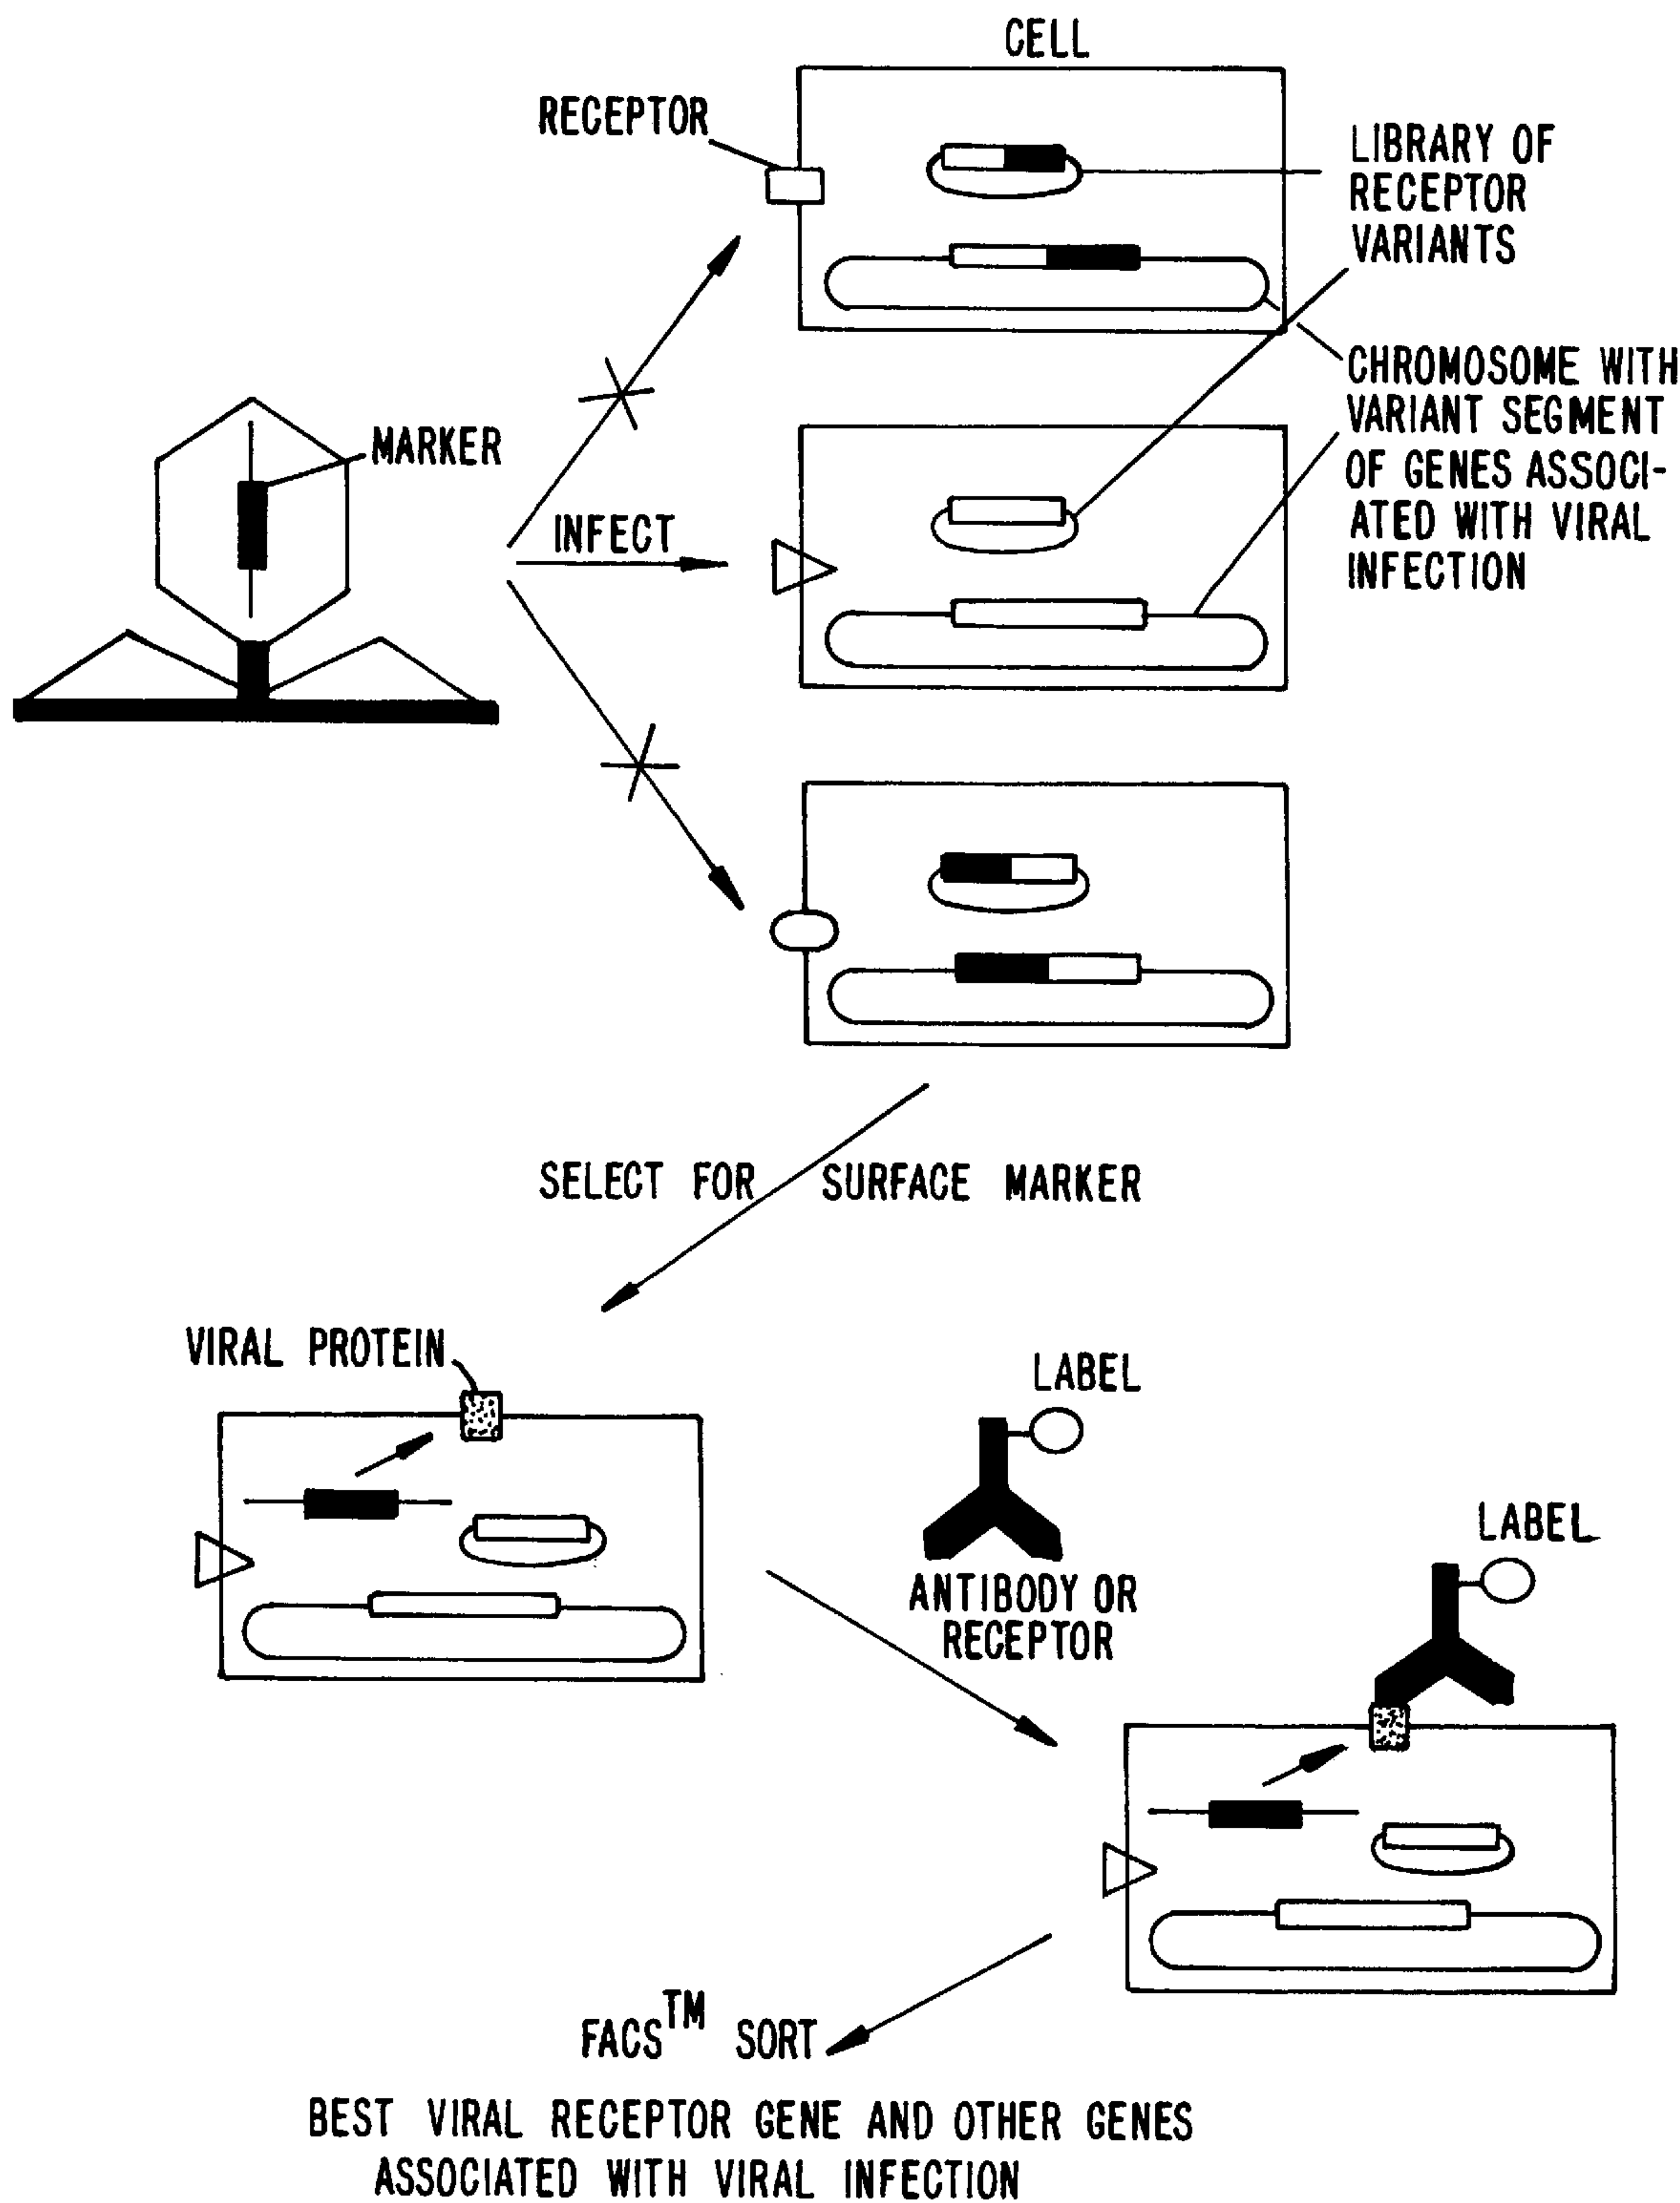 CELL
RECEPTOR
LIBRARY OF
RECEPTOR
VARIANTS
CHROMOSOME WITH
VARIANT SEGMENT
OF GENES ASSOCI-
ATED WITH VIRAL
INFECTION
MARKER
INFECT
SELECT FOR SURFACE MARKER
VIRAL PROTEIN
LABEL
ANTIBODY OR
RECEPTOR
LABEL
FACS™ SORT
BEST VIRAL RECEPTOR GENE AND OTHER GENES
ASSOCIATED WITH VIRAL INFECTION